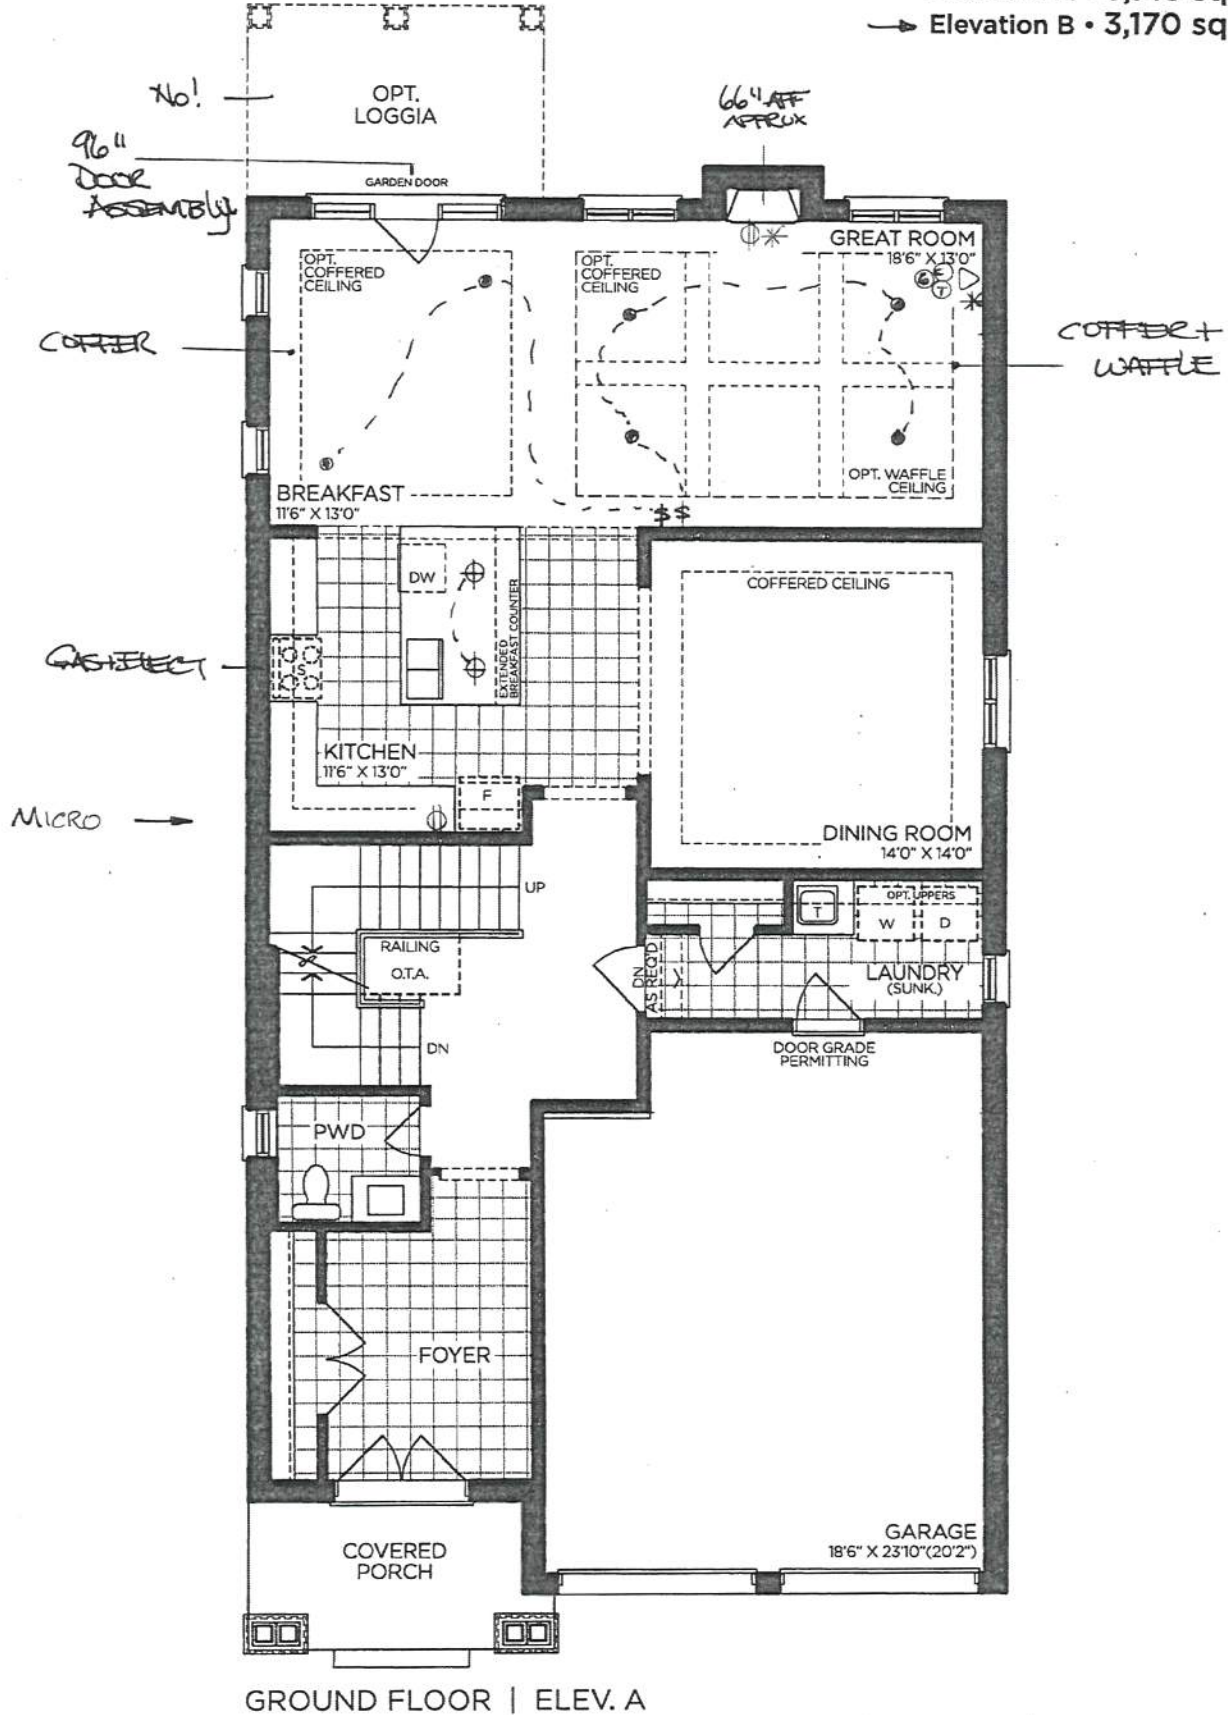 → Elevation B • 3,170 sq
No!
OPT.
LOGGIA
66" AFF
APPROX
96"
DOOR
ASSEMBLY
GARDEN DOOR
OPT.
COFFERED
CEILING
OPT.
COFFERED
CEILING
GREAT ROOM
18'6" X 13'0"
G E
T
COFFER
COFFER +
WAFFLE
OPT. WAFFLE
CEILING
BREAKFAST
11'6" X 13'0"
$ $
DW
EXTENDED
BREAKFAST COUNTER
COFFERED CEILING
GAS+ELECT
S
KITCHEN
11'6" X 13'0"
F
MICRO →
DINING ROOM
14'0" X 14'0"
UP
OPT. UPPERS
T
W
D
RAILING
O.T.A.
DN
AS REQ'D
LAUNDRY
(SUNK.)
DN
DOOR GRADE
PERMITTING
PWD
FOYER
GARAGE
18'6" X 23'10"(20'2")
COVERED
PORCH
GROUND FLOOR | ELEV. A